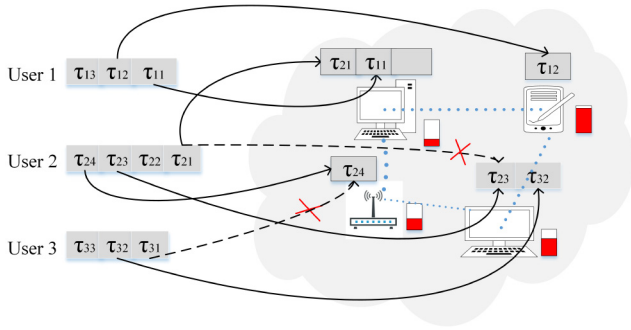 τ21 τ11
τ12
User 1 τ13 τ12 τ11
User 2 τ24 τ23 τ22 τ21
τ24
τ23 τ32
User 3 τ33 τ32 τ31